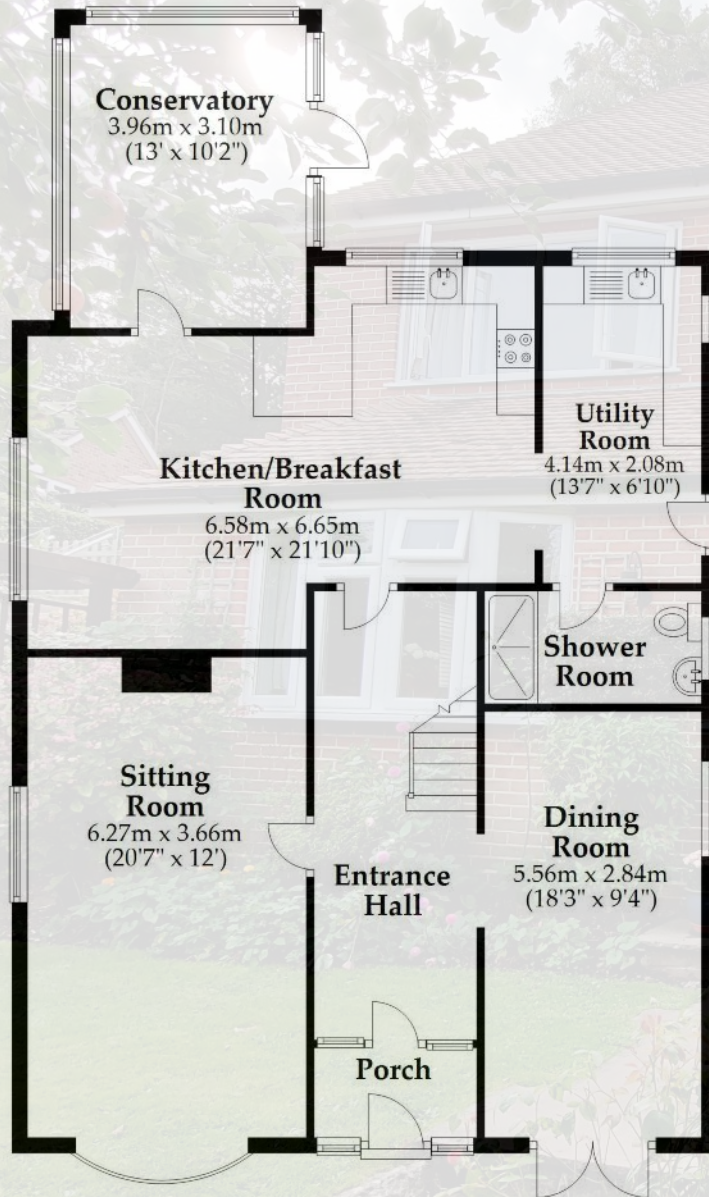 Conservatory
3.96m x 3.10m
(13' x 10'2")
Utility
Room
4.14m x 2.08m
(13'7" x 6'10")
Kitchen/Breakfast
Room
6.58m x 6.65m
(21'7" x 21'10")
Shower
Room
Sitting
Room
6.27m x 3.66m
(20'7" x 12')
Dining
Room
5.56m x 2.84m
(18'3" x 9'4")
Entrance
Hall
Porch